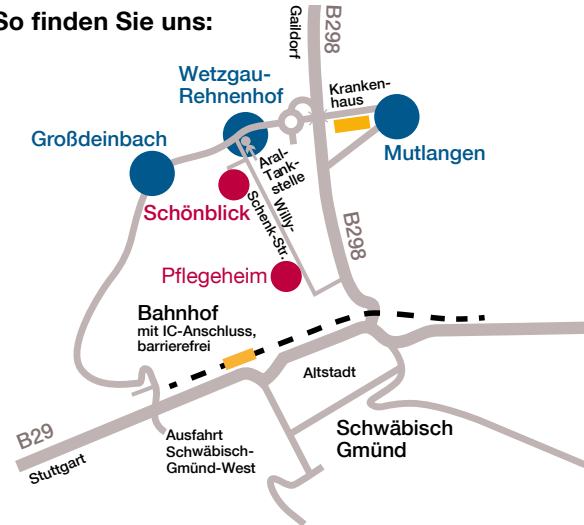 So finden Sie uns:
Gaildorf
B298
Wetzgau-
Rehnenhof
Kranken-
haus
Großdeinbach
Mutlangen
Aral-
Tank-
stelle
Schönblick
Willy-
Schenk-Str.
B298
Pflegeheim
Bahnhof
mit IC-Anschluss,
barrierefrei
Altstadt
B29
Stuttgart
Ausfahrt
Schwäbisch-
Gmünd-West
Schwäbisch
Gmünd